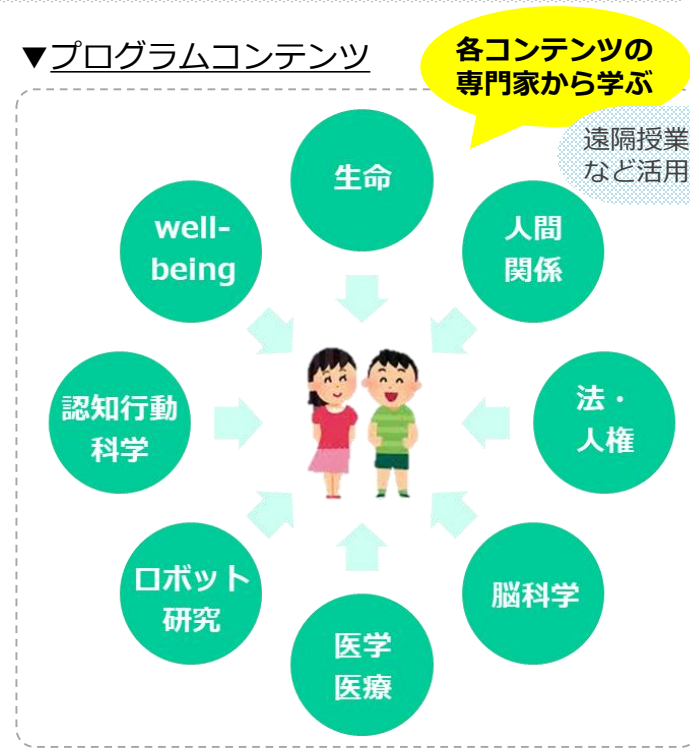 ▼プログラムコンテンツ
各コンテンツの
専門家から学ぶ
遠隔授業
など活用
生命
人間
関係
法・
人権
脳科学
医学
医療
ロボット
研究
認知行動
科学
well-
being